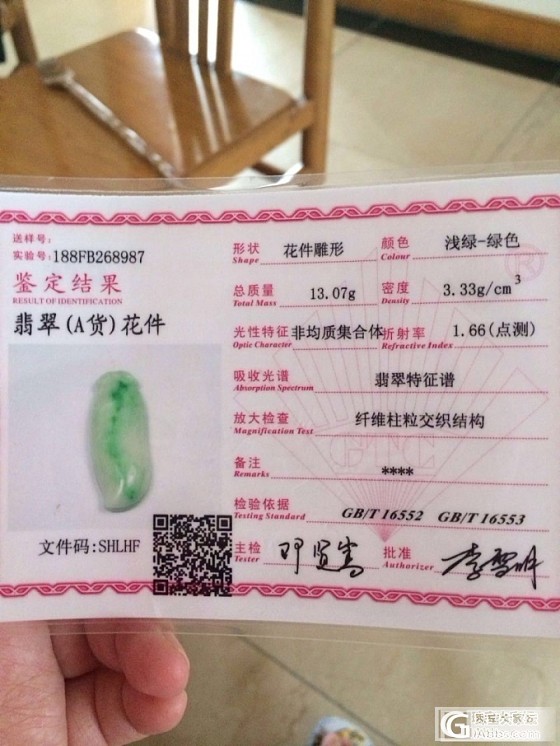 送样号:
实验号: 188FB268987
鉴定结果
RESULT OF IDENTIFICATION
翡翠(A货)花件
文件码: SHLHF
形状 花件雕形 颜色 浅绿-绿色
Shape Colour
总质量 13.07g 密度 3.33g/cm³
Total Mass Density
光性特征 非均质集合体 折射率 1.66(点测)
Optic Character Refractive Index
吸收光谱 翡翠特征谱
Absorption Spectrum
放大检查 纤维柱粒交织结构
Magnification Test
备注 ****
Remarks
检验依据 GB/T 16552 GB/T 16553
Testing Standard
主检 批准
Tester Authorizer
GTC
®